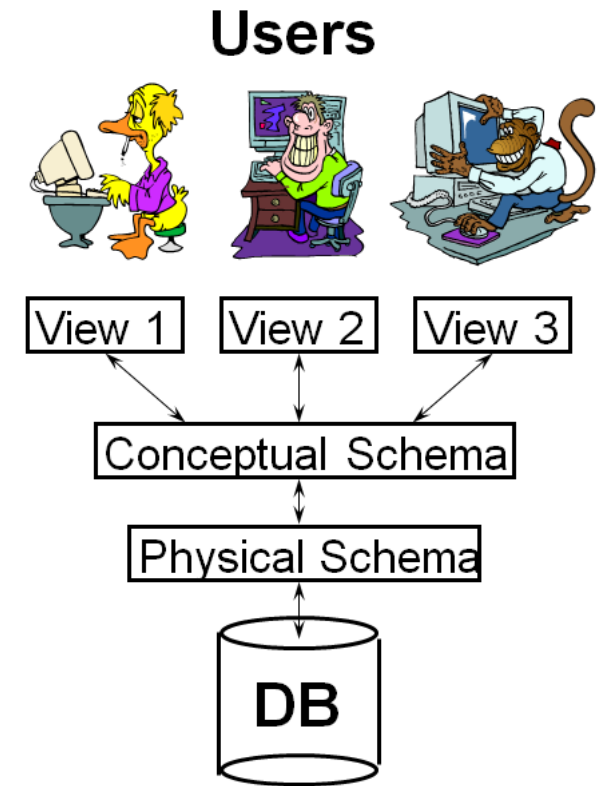 Users
View 1
View 2
View 3
Conceptual Schema
Physical Schema
DB